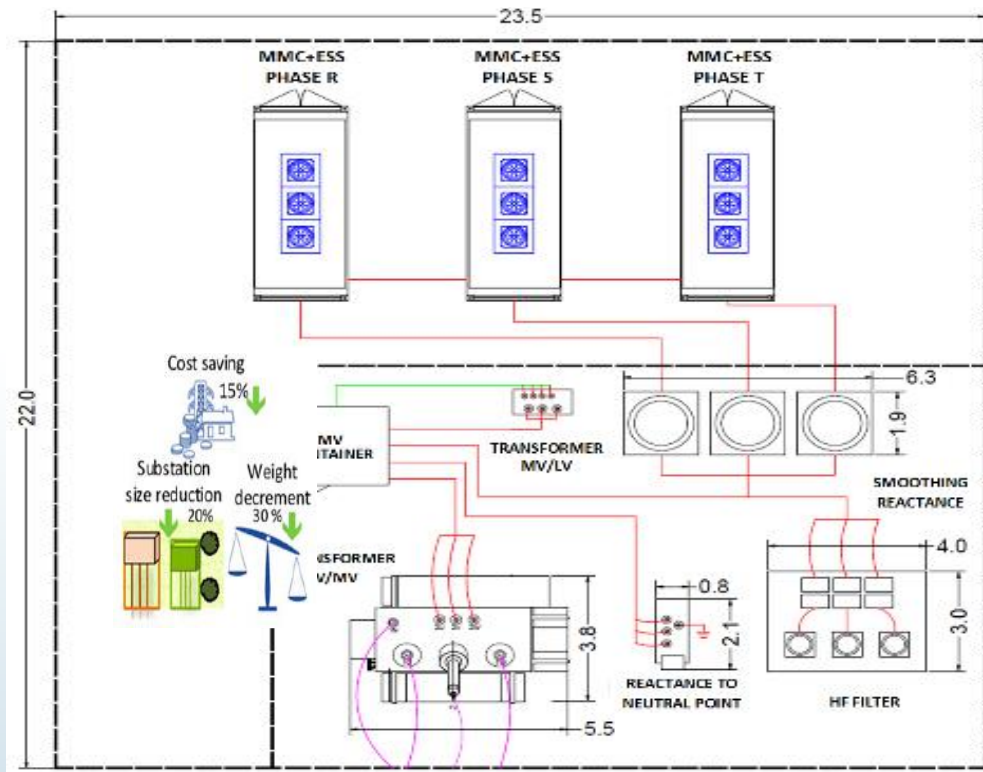 23.5
MMC+ESS
PHASE R
MMC+ESS
PHASE S
MMC+ESS
PHASE T
22.0
Cost saving
15%
Substation
size reduction
20%
Weight
decrement
30 %
MV
TRANSFORMER
MV/LV
6.3
1.9
SMOOTHING
REACTANCE
/MV
3.8
5.5
0.8
2.1
REACTANCE TO
NEUTRAL POINT
4.0
3.0
HF FILTER